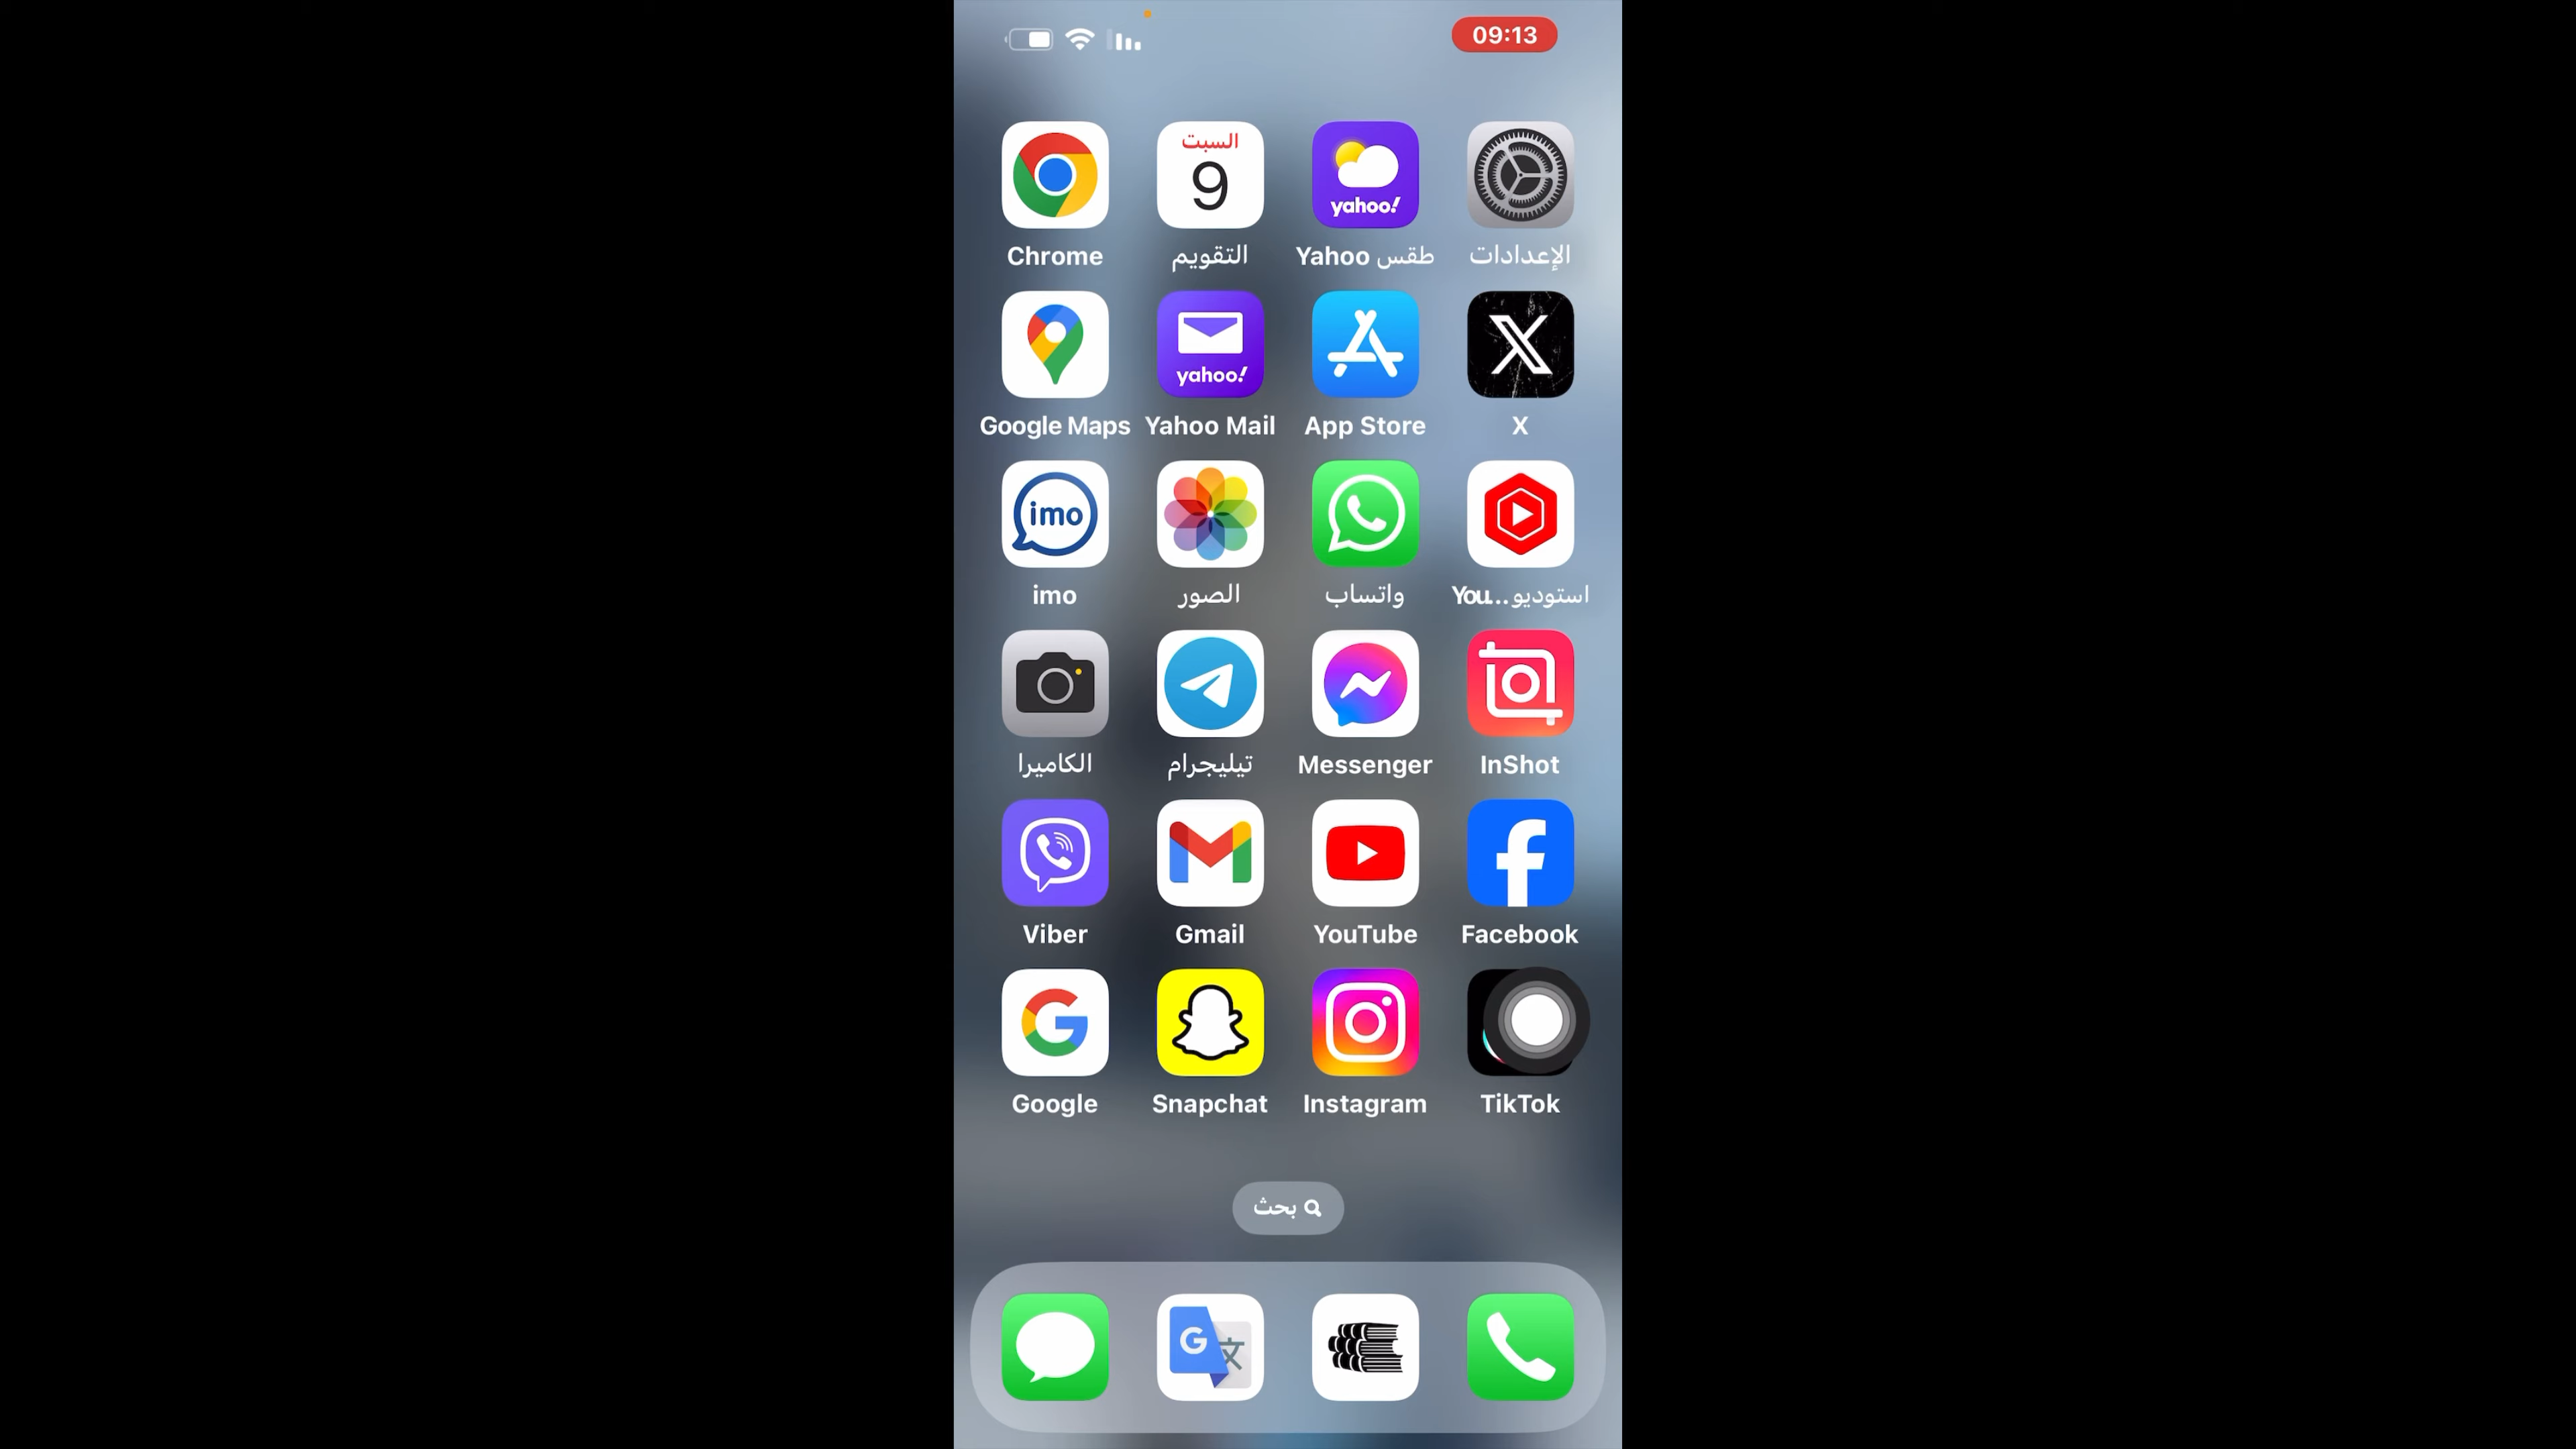 09:13
السبت
9
yahoo!
Chrome
التقويم
Yahoo طقس
الإعدادات
yahoo!
Google Maps
Yahoo Mail
App Store
X
imo
imo
الصور
واتساب
استوديو You...
الكاميرا
تيليجرام
Messenger
InShot
Viber
Gmail
YouTube
Facebook
Google
Snapchat
Instagram
TikTok
بحث
G 文